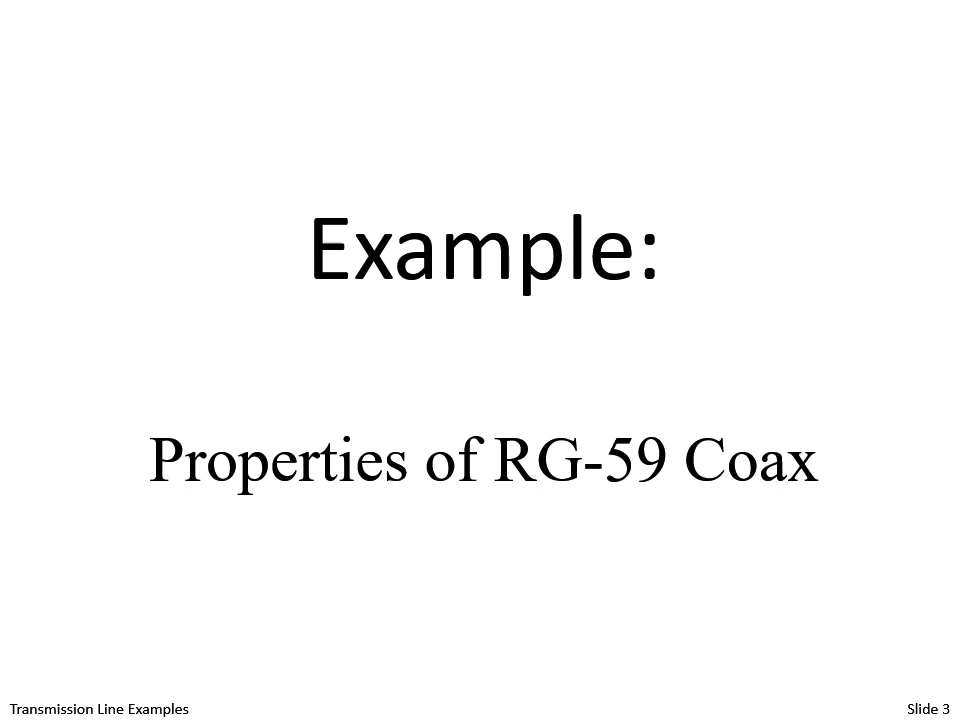 Example:
Properties of RG-59 Coax
Transmission Line Examples
Slide 3